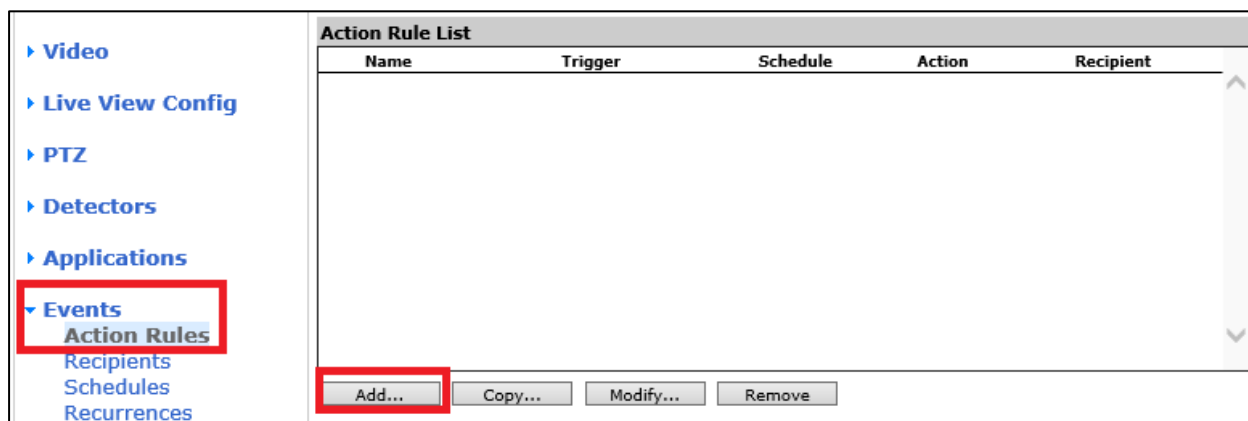 Video
Live View Config
PTZ
Detectors
Applications
Events
Action Rules
Recipients
Schedules
Recurrences
Action Rule List
Name Trigger Schedule Action Recipient
Add... Copy... Modify... Remove